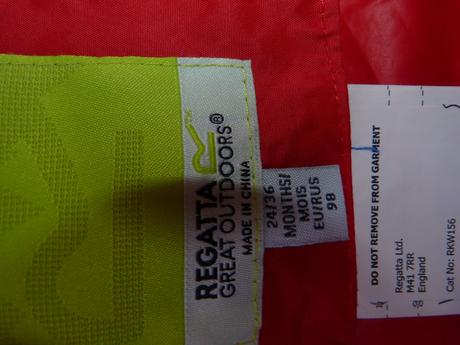 REGATTA
GREAT OUTDOORS®
MADE IN CHINA
24/36
MONTHS/
MOIS
EU/RUS
98
DO NOT REMOVE FROM GARMENT
Regatta Ltd.
M41 7RR
England
Cat No: RKW156